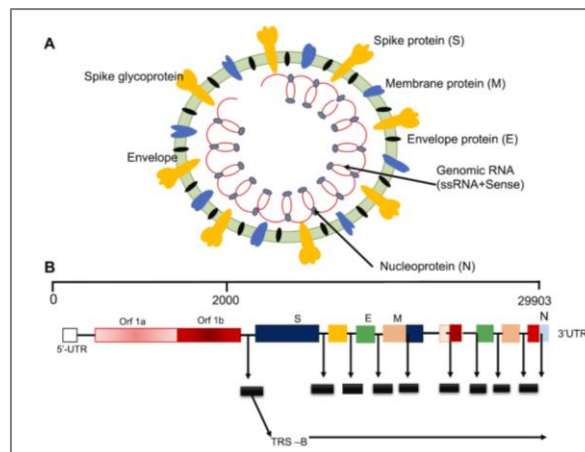 A
Spike protein (S)
Spike glycoprotein
Membrane protein (M)
Envelope protein (E)
Envelope
Genomic RNA
(ssRNA+Sense)
Nucleoprotein (N)
B
0 2000 29903
Orf 1a Orf 1b S E M N
5'-UTR 3'UTR
TRS –B